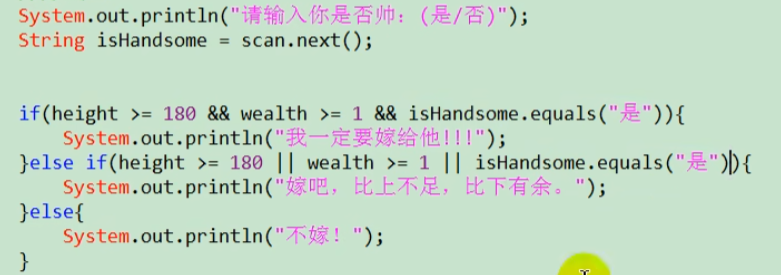 System.out.println("请输入你是否帅：(是/否)");
String isHandsome = scan.next();
if(height >= 180 && wealth >= 1 && isHandsome.equals("是")){
System.out.println("我一定要嫁给他!!!");
}else if(height >= 180 || wealth >= 1 || isHandsome.equals("是")){
System.out.println("嫁吧，比上不足，比下有余。");
}else{
System.out.println("不嫁！");
}